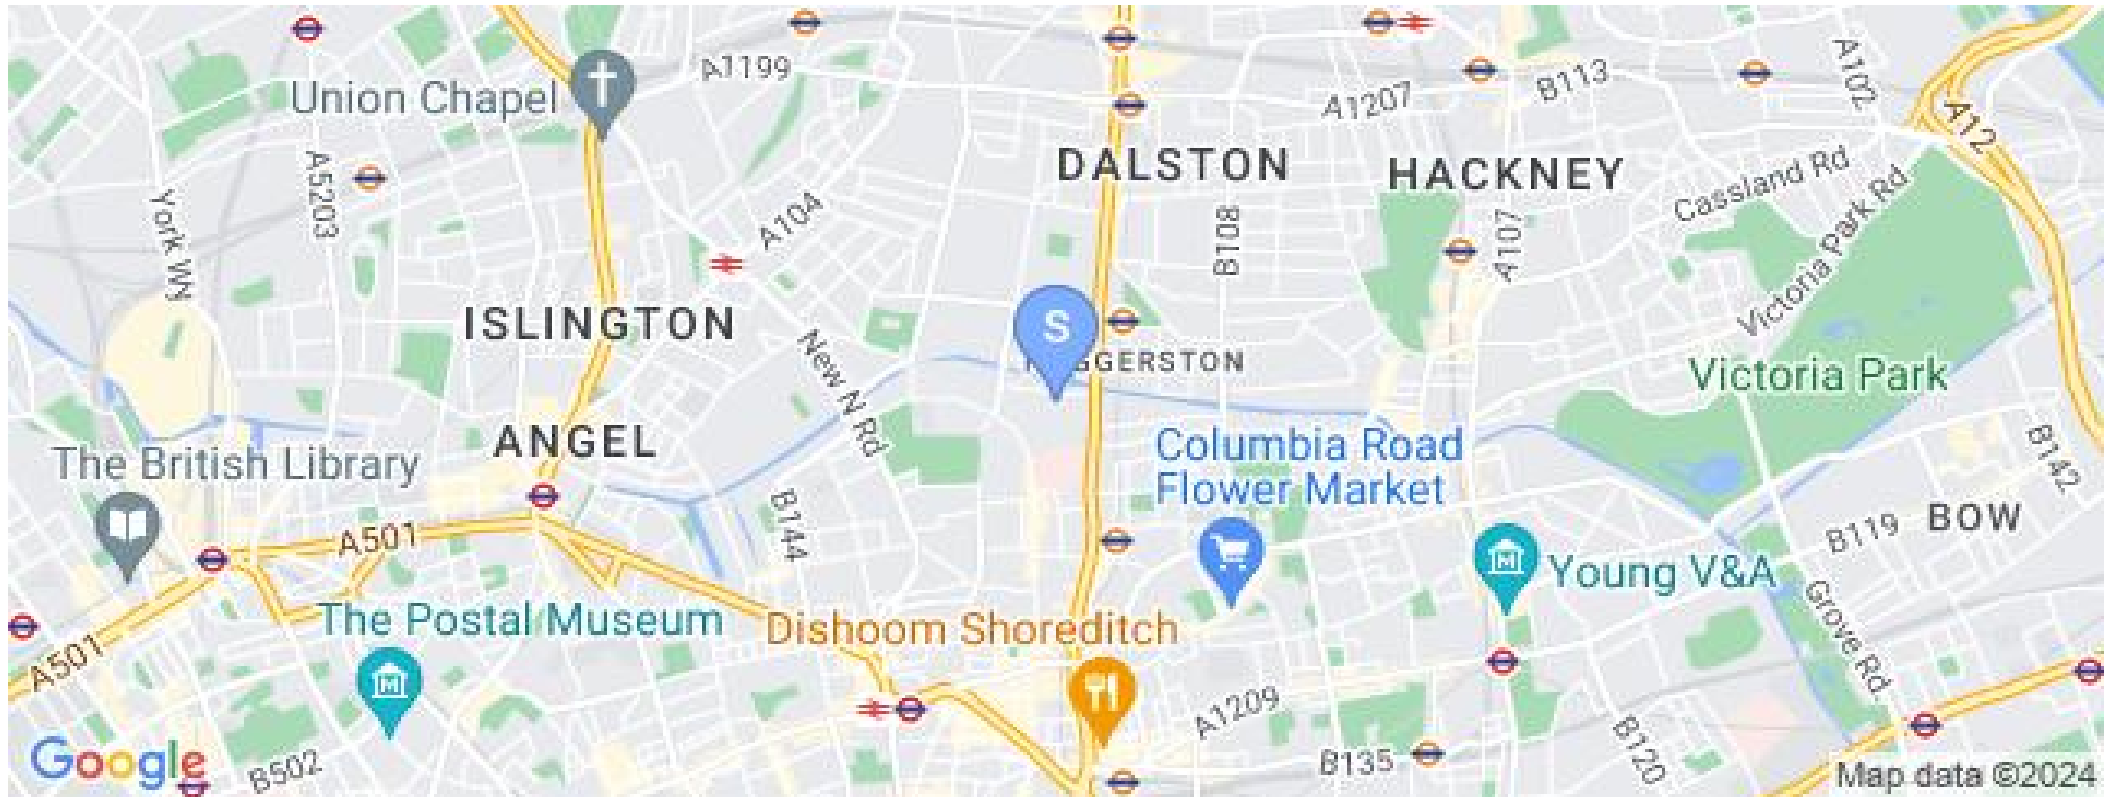 A1199
A102
Union Chapel
B113
A1207
A12
DALSTON
HACKNEY
A5203
Cassland Rd
York Wy
A104
B108
A107
Victoria Park Rd
ISLINGTON
S
New N Rd
GGERSTON
Victoria Park
ANGEL
Columbia Road
Flower Market
The British Library
B142
B144
BOW
A501
B119
Young V&A
The Postal Museum
Dishoom Shoreditch
Grove Rd
A501
M
M
A1209
B120
Google
B502
B135
Map data ©2024